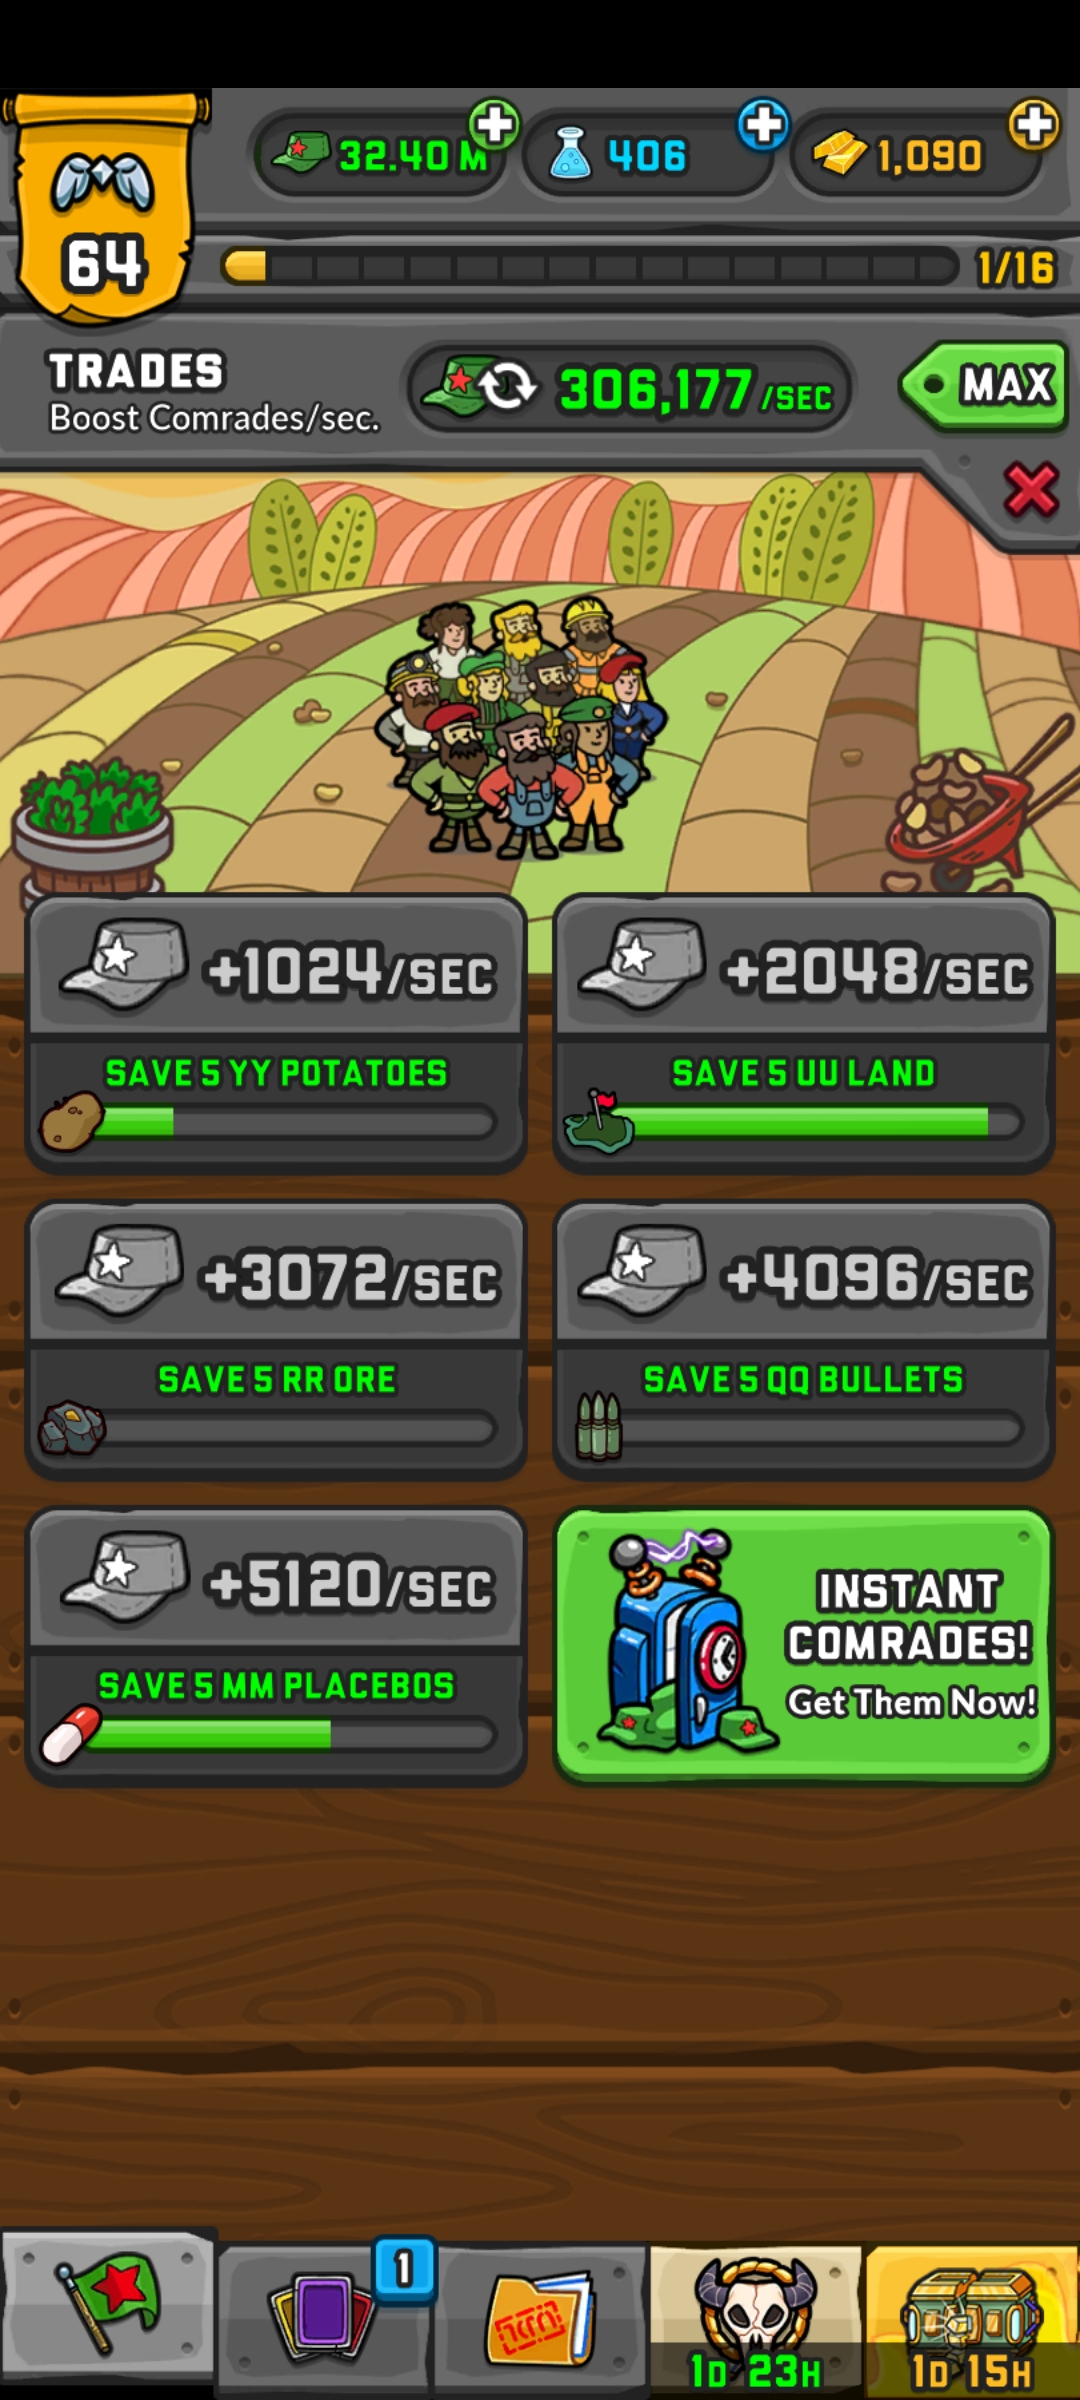 32.40 M
406
1,090
64
1/16
TRADES
Boost Comrades/sec.
306,177 /SEC
MAX
+1024/SEC
SAVE 5 YY POTATOES
+2048/SEC
SAVE 5 UU LAND
+3072/SEC
SAVE 5 RR ORE
+4096/SEC
SAVE 5 QQ BULLETS
+5120/SEC
SAVE 5 MM PLACEBOS
INSTANT
COMRADES!
Get Them Now!
1
1D 23H
1D 15H